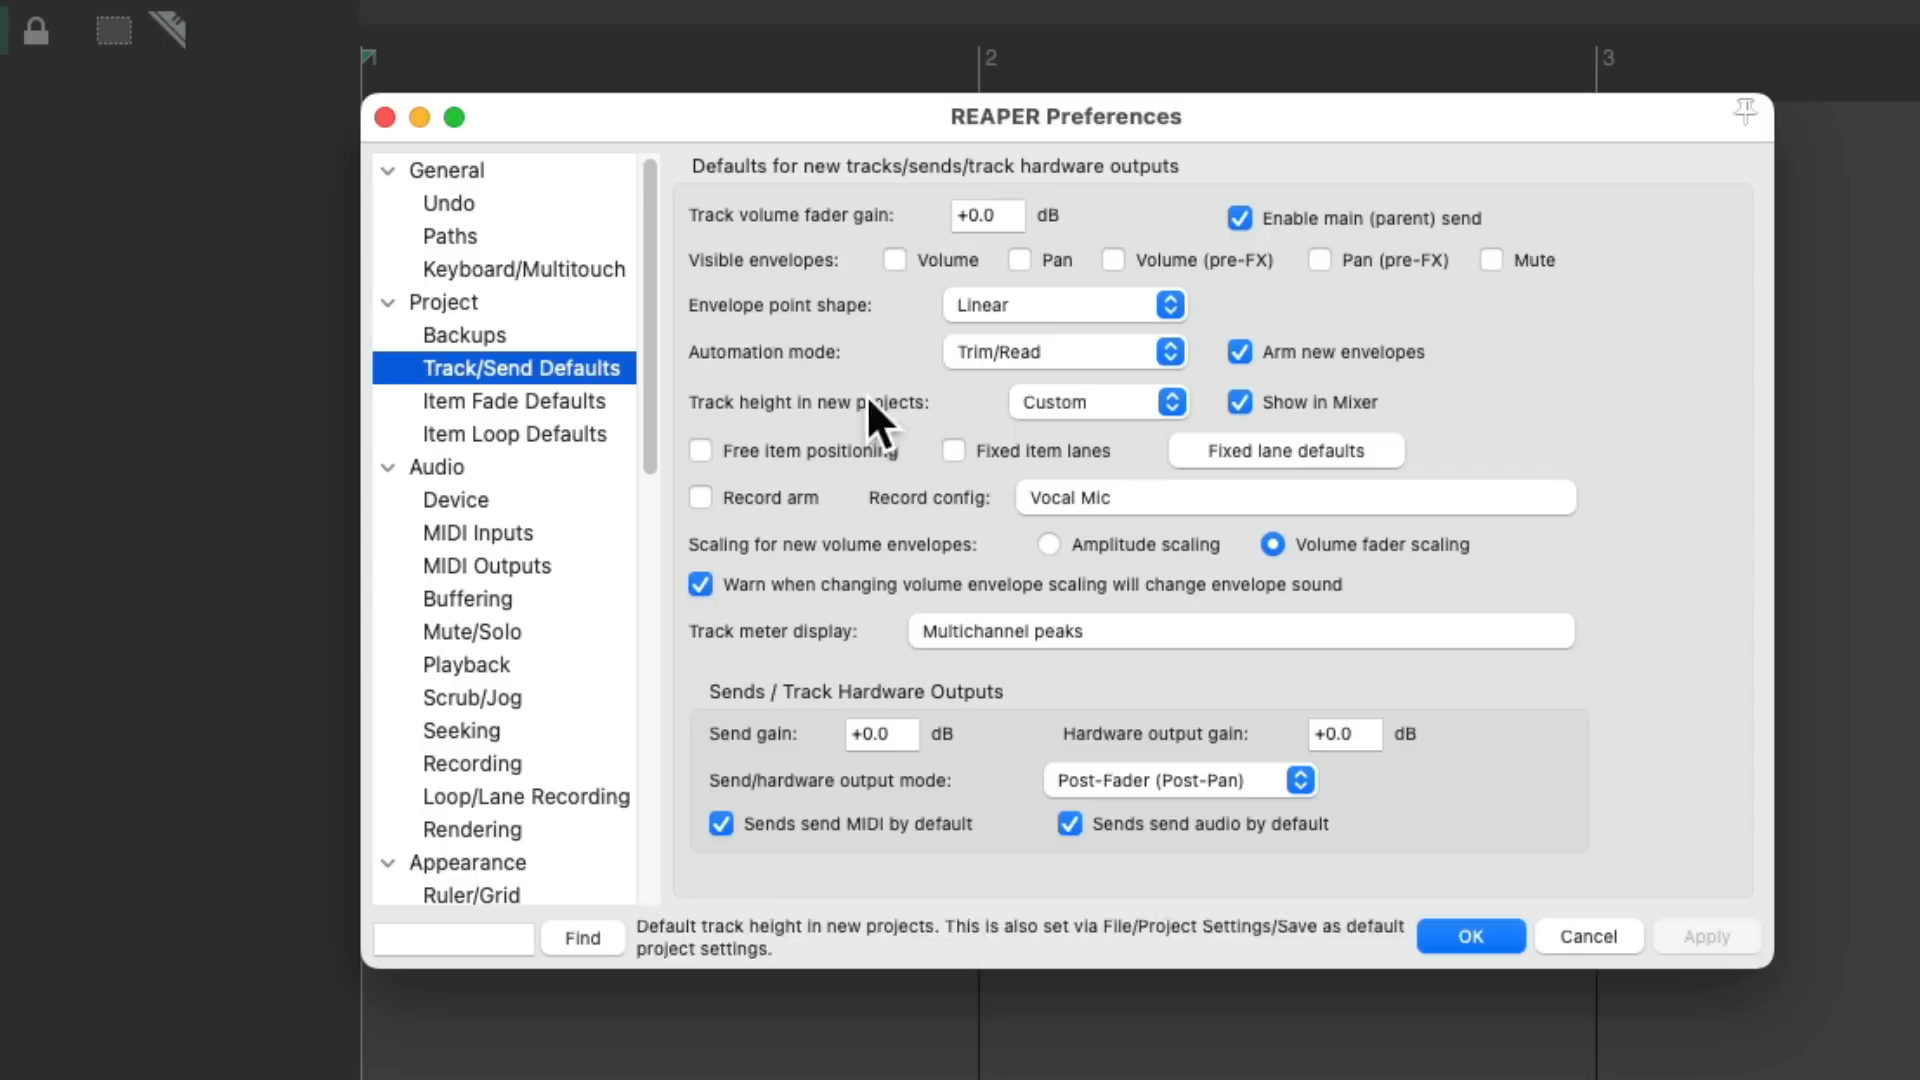 2
3
REAPER Preferences
General
Undo
Paths
Keyboard/Multitouch
Project
Backups
Track/Send Defaults
Item Fade Defaults
Item Loop Defaults
Audio
Device
MIDI Inputs
MIDI Outputs
Buffering
Mute/Solo
Playback
Scrub/Jog
Seeking
Recording
Loop/Lane Recording
Rendering
Appearance
Ruler/Grid
Defaults for new tracks/sends/track hardware outputs
Track volume fader gain: +0.0 dB Enable main (parent) send
Visible envelopes: Volume Pan Volume (pre-FX) Pan (pre-FX) Mute
Envelope point shape: Linear
Automation mode: Trim/Read Arm new envelopes
Track height in new projects: Custom Show in Mixer
Free item positioning Fixed item lanes Fixed lane defaults
Record arm Record config: Vocal Mic
Scaling for new volume envelopes: Amplitude scaling Volume fader scaling
Warn when changing volume envelope scaling will change envelope sound
Track meter display: Multichannel peaks
Sends / Track Hardware Outputs
Send gain: +0.0 dB Hardware output gain: +0.0 dB
Send/hardware output mode: Post-Fader (Post-Pan)
Sends send MIDI by default Sends send audio by default
Find
Default track height in new projects. This is also set via File/Project Settings/Save as default
project settings.
OK Cancel Apply